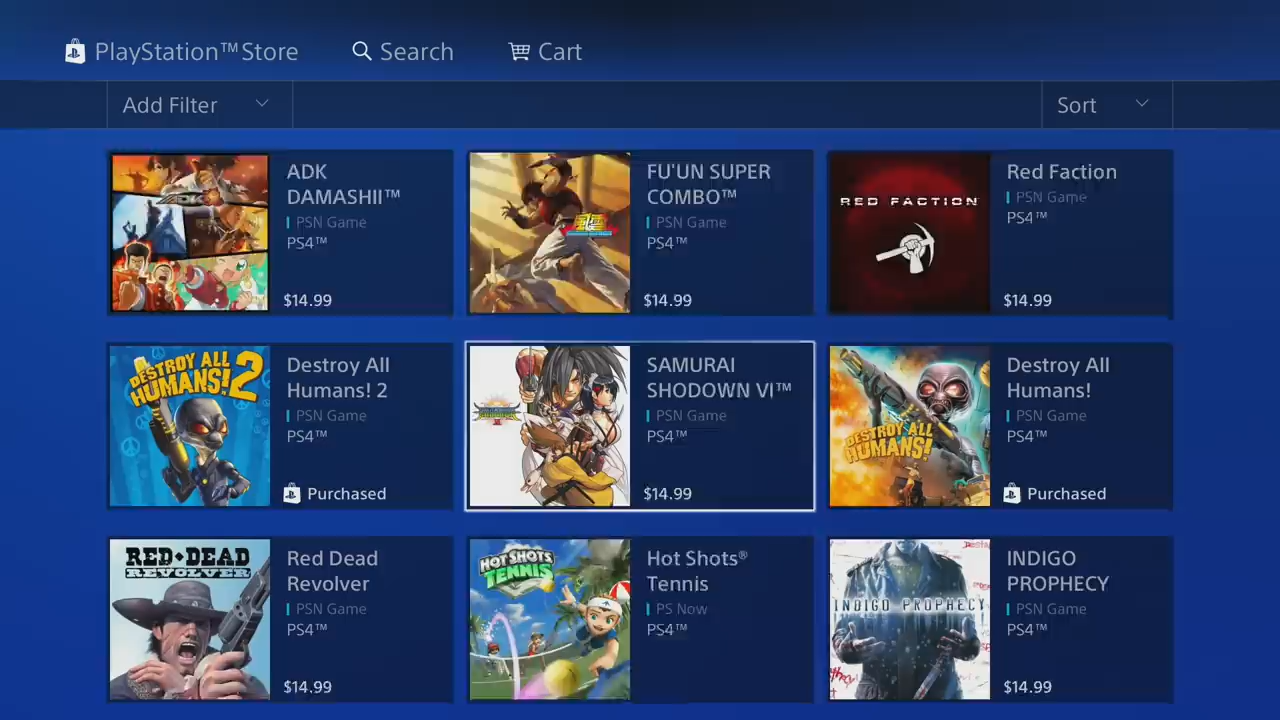 PlayStation™Store
Search
Cart
Add Filter
Sort
ADK
DAMASHII™
PSN Game
PS4™
$14.99
FU'UN SUPER
COMBO™
PSN Game
PS4™
$14.99
RED FACTION
Red Faction
PSN Game
PS4™
$14.99
DESTROY ALL
HUMANS! 2
Destroy All
Humans! 2
PSN Game
PS4™
Purchased
SAMURAI
SHODOWN VI™
PSN Game
PS4™
$14.99
DESTROY ALL
HUMANS!
Destroy All
Humans!
PSN Game
PS4™
Purchased
RED DEAD
REVOLVER
Red Dead
Revolver
PSN Game
PS4™
$14.99
HOT SHOTS
TENNIS
Hot Shots®
Tennis
PS Now
PS4™
INDIGO PROPHECY
INDIGO
PROPHECY
PSN Game
PS4™
$14.99